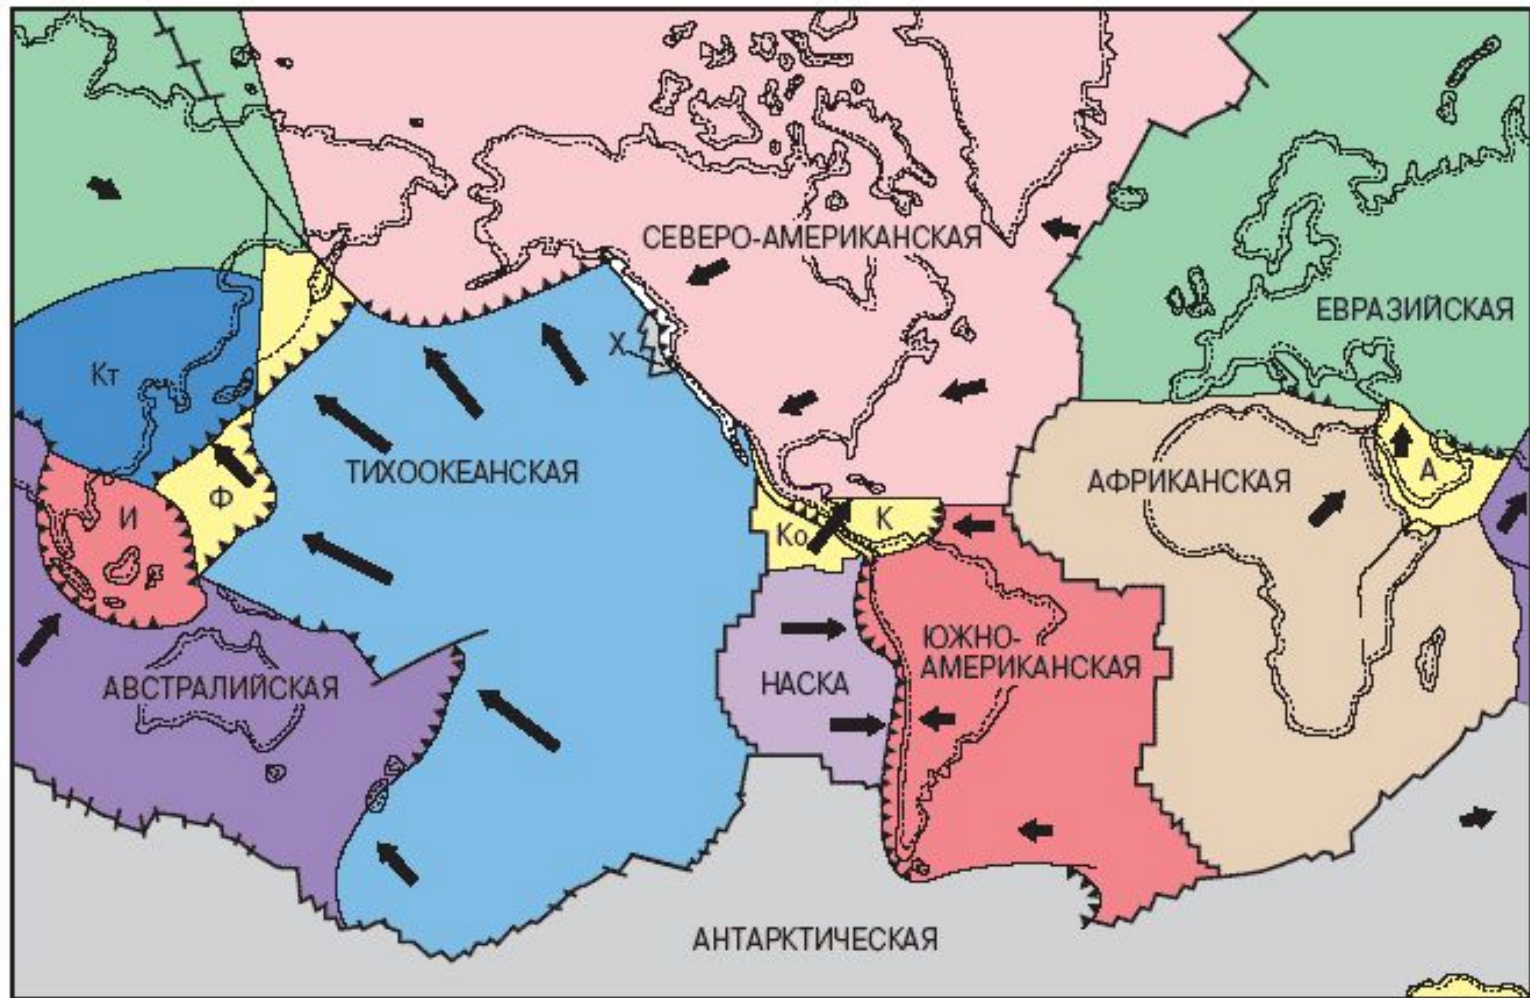 СЕВЕРО-АМЕРИКАНСКАЯ
ЕВРАЗИЙСКАЯ
Х
Кт
ТИХООКЕАНСКАЯ
АФРИКАНСКАЯ
А
Ф
И
К
Ко
ЮЖНО-
АМЕРИКАНСКАЯ
НАСКА
АВСТРАЛИЙСКАЯ
АНТАРКТИЧЕСКАЯ